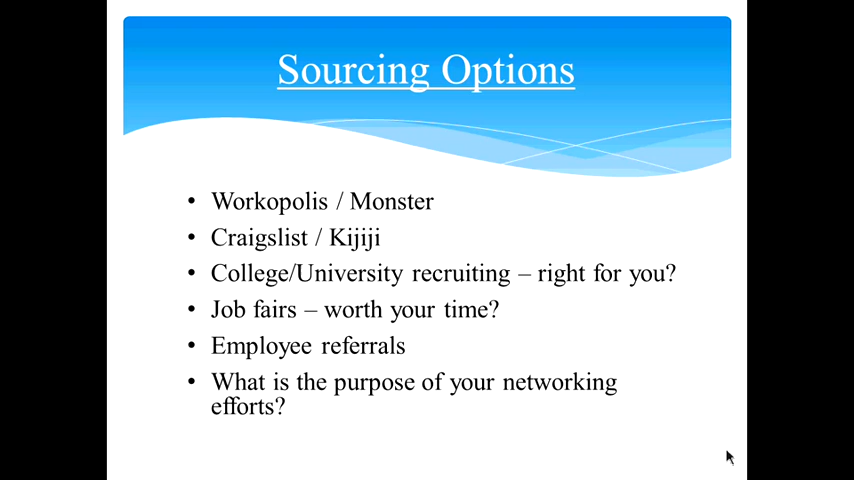 Sourcing Options
• Workopolis / Monster
• Craigslist / Kijiji
• College/University recruiting – right for you?
• Job fairs – worth your time?
• Employee referrals
• What is the purpose of your networking
efforts?